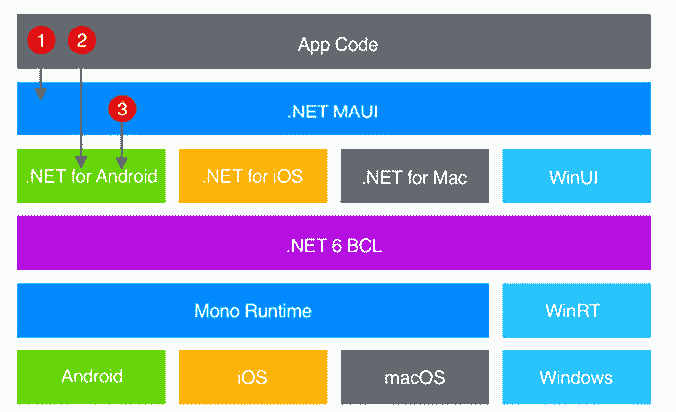 1 2 App Code
.NET MAUI
3
.NET for Android .NET for iOS .NET for Mac WinUI
.NET 6 BCL
Mono Runtime WinRT
Android iOS macOS Windows